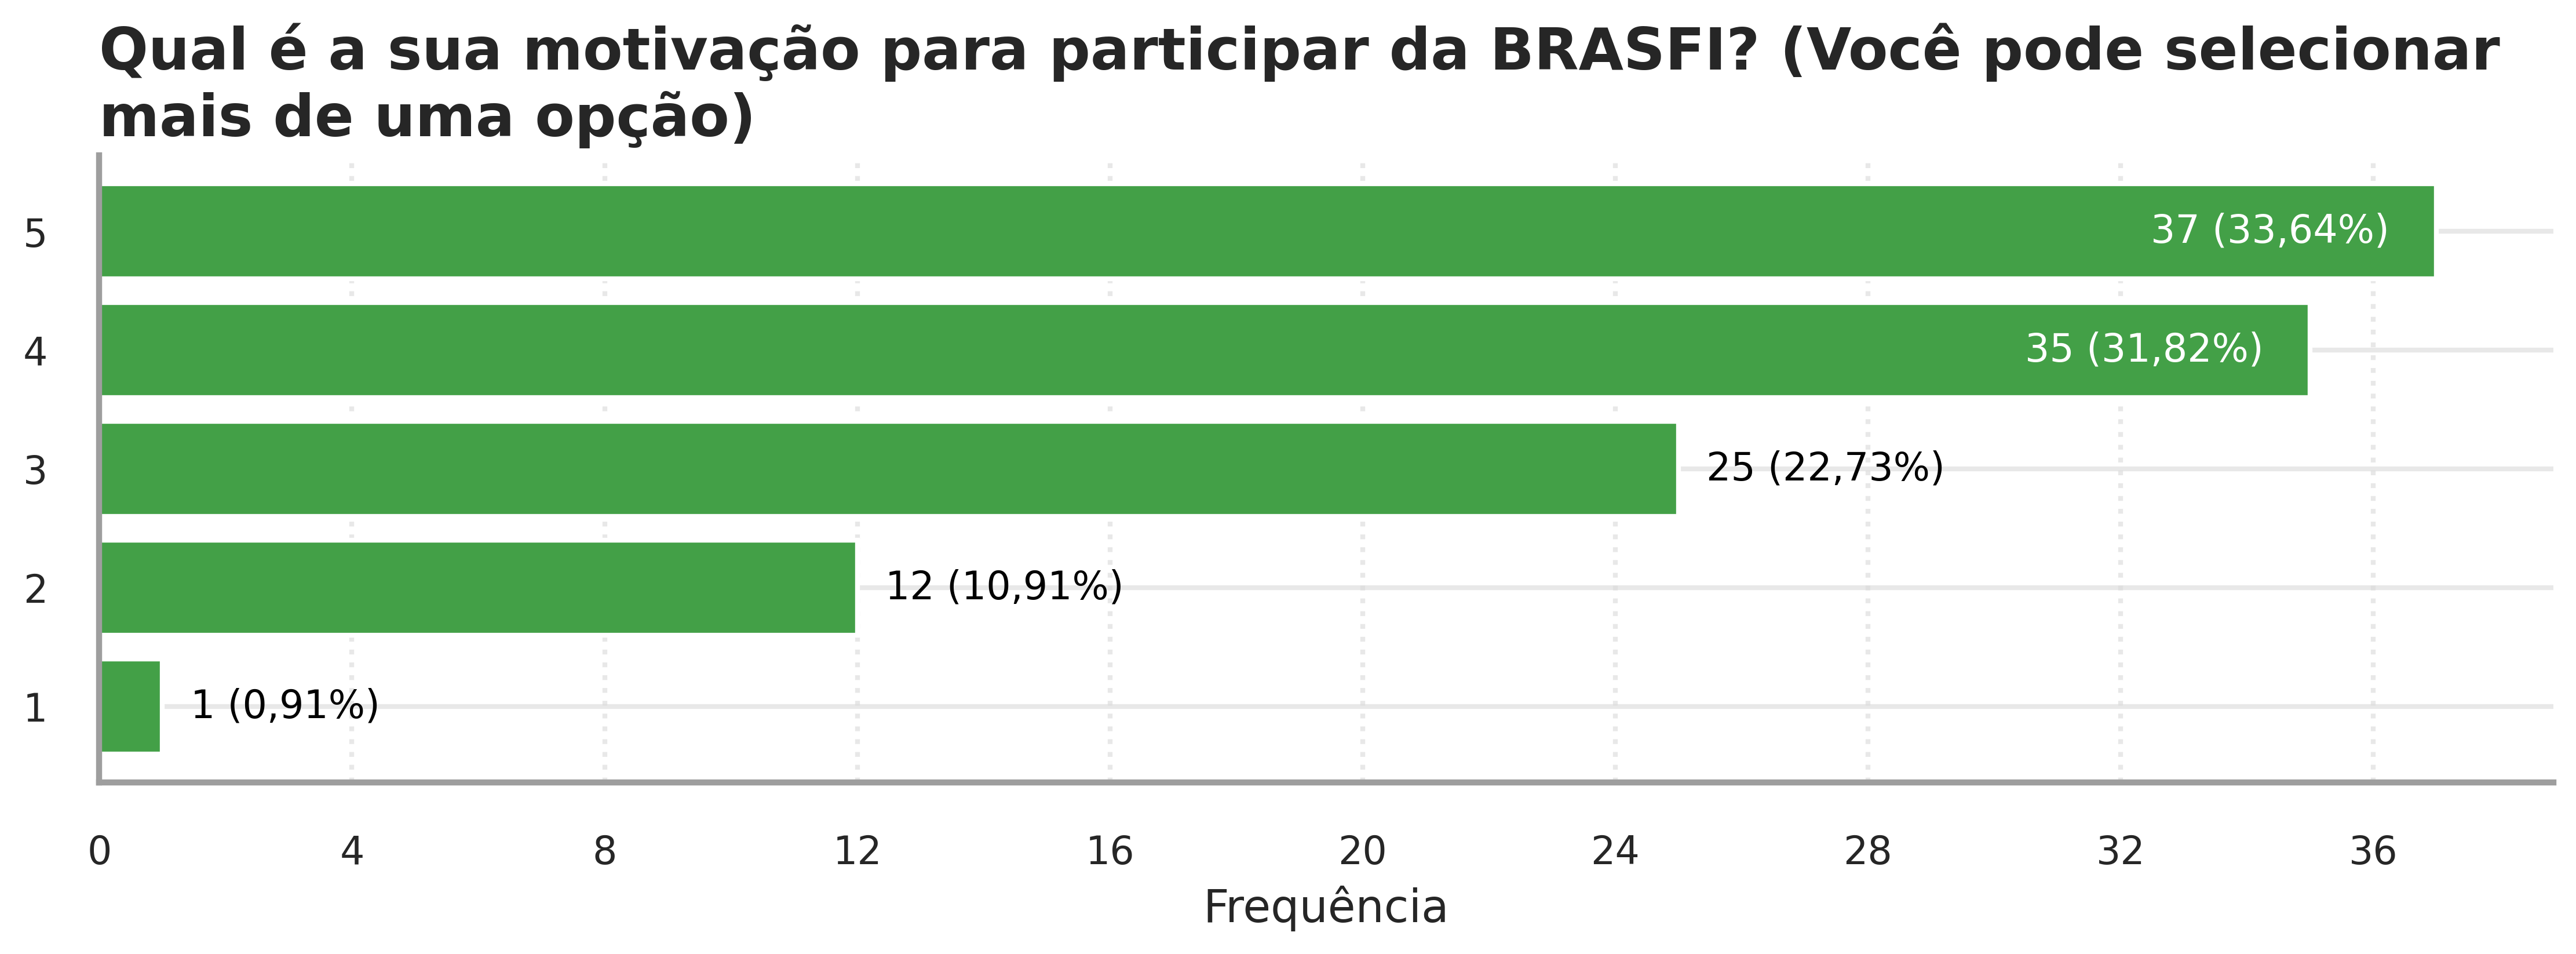 Qual é a sua motivação para participar da BRASFI? (Você pode selecionar
mais de uma opção)
5
37 (33,64%)
4
35 (31,82%)
3
25 (22,73%)
2
12 (10,91%)
1
1 (0,91%)
0 4 8 12 16 20 24 28 32 36
Frequência